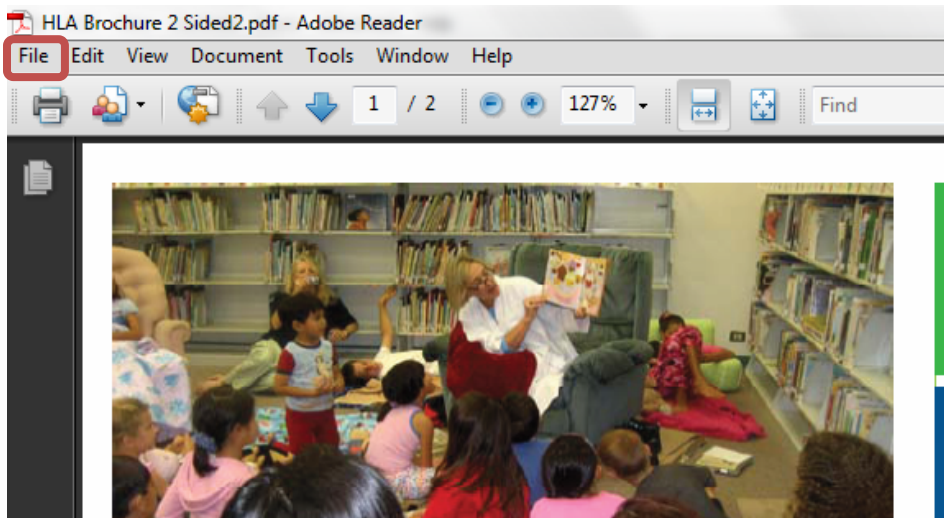 HLA Brochure 2 Sided2.pdf - Adobe Reader
File Edit View Document Tools Window Help
1 / 2 127% Find